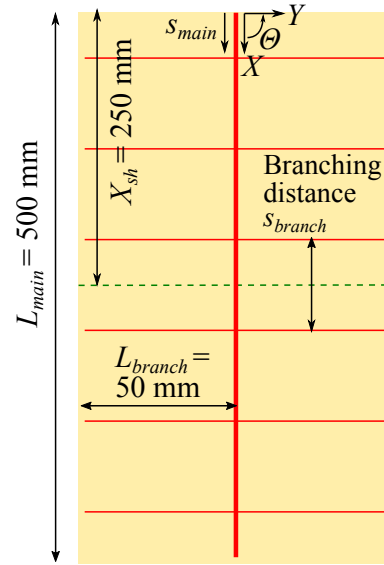 s_main
Y
Θ
X
X_sh = 250 mm
L_main = 500 mm
Branching
distance
s_branch
L_branch =
50 mm